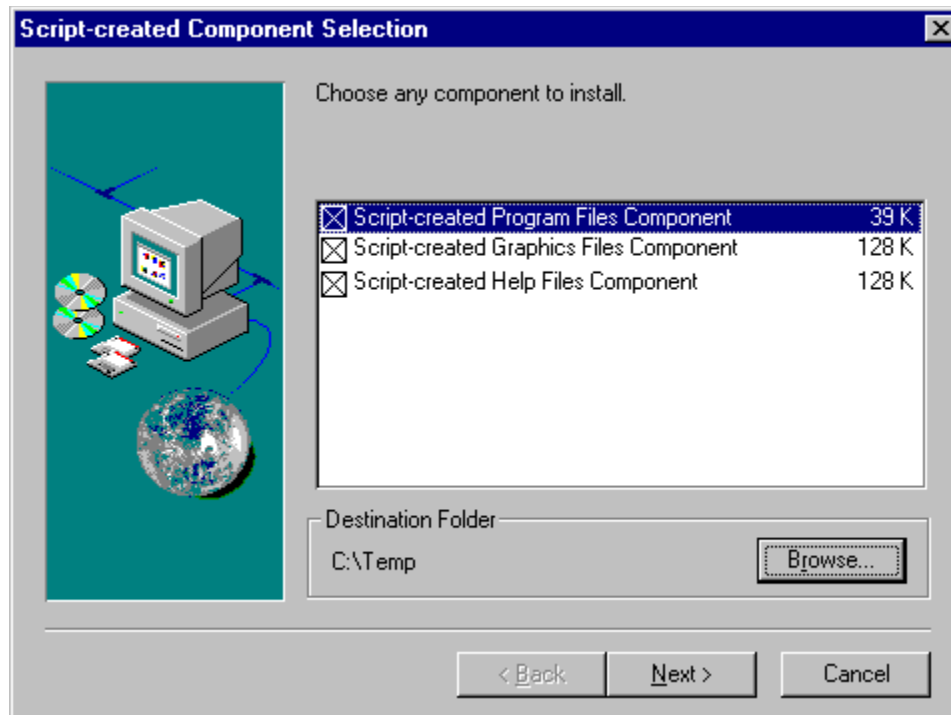 Script-created Component Selection
Choose any component to install.
Script-created Program Files Component 39 K
Script-created Graphics Files Component 128 K
Script-created Help Files Component 128 K
Destination Folder
C:\Temp
Browse...
< Back Next > Cancel